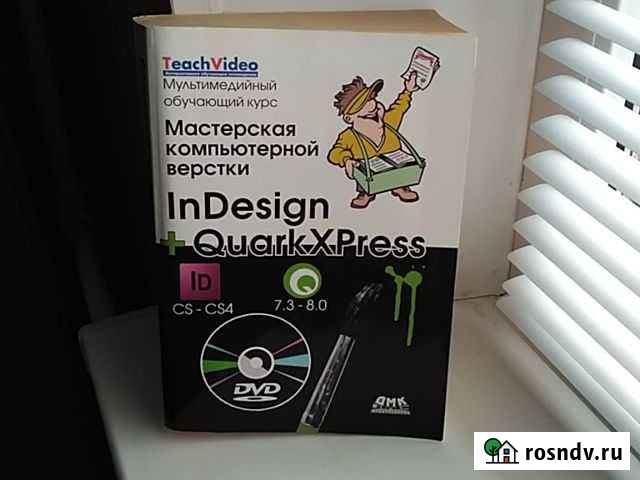 TeachVideo
Мультимедийный
обучающий курс
Мастерская
компьютерной
верстки
InDesign
+ QuarkXPress
ID
CS - CS4
7.3 - 8.0
DVD
ДМК
rosndv.ru